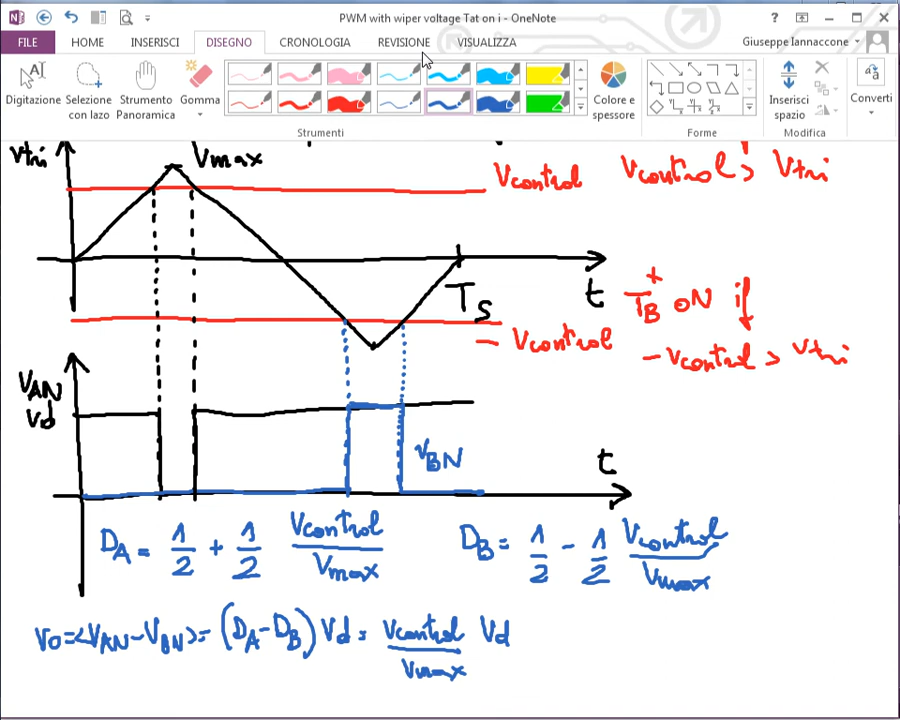 PWM with wiper voltage Tat on i - OneNote
FILE HOME INSERISCI DISEGNO CRONOLOGIA REVISIONE VISUALIZZA Giuseppe Iannaccone
Digitazione
Selezione con lazo
Strumento Panoramica
Gomma
Colore e spessore
Inserisci spazio
Converti
Strumenti Forme Modifica
Vtri Vmax
Vcontrol Vcontrol > Vtri
Ts t
TB+ ON if
- Vcontrol
-Vcontrol > Vtri
VAN
Vd
VBN
t
DA = 1/2 + 1/2 Vcontrol/Vmax DB = 1/2 - 1/2 Vcontrol/Vmax
Vo = <VAN - VBN> = (DA - DB) Vd = Vcontrol/Vmax Vd